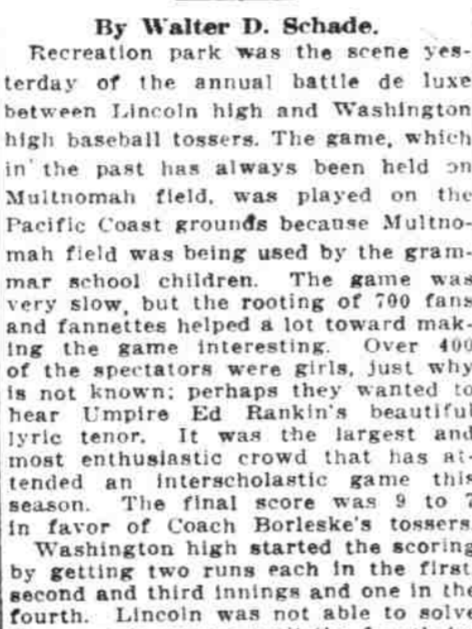 By Walter D. Schade.
Recreation park was the scene yes-
terday of the annual battle de luxe
between Lincoln high and Washington
high baseball tossers. The game, which
in the past has always been held on
Multnomah field, was played on the
Pacific Coast grounds because Multno-
mah field was being used by the gram-
mar school children. The game was
very slow, but the rooting of 700 fans
and fannettes helped a lot toward mak-
ing the game interesting. Over 400
of the spectators were girls, just why
is not known; perhaps they wanted to
hear Umpire Ed Rankin's beautiful
lyric tenor. It was the largest and
most enthusiastic crowd that has at-
tended an interscholastic game this
season. The final score was 9 to
in favor of Coach Borleske's tossers
Washington high started the scoring
by getting two runs each in the first
second and third innings and one in the
fourth. Lincoln was not able to solve